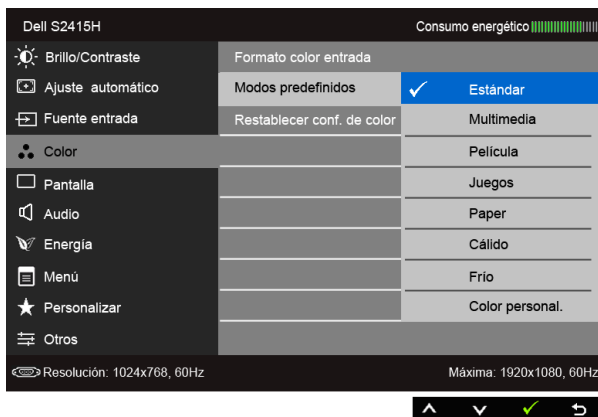 Dell S2415H
Consumo energético
Brillo/Contraste
Formato color entrada
Ajuste automático
Modos predefinidos
Estándar
Fuente entrada
Restablecer conf. de color
Multimedia
Color
Película
Pantalla
Juegos
Audio
Paper
Energía
Cálido
Menú
Frío
Personalizar
Color personal.
Otros
Resolución: 1024x768, 60Hz
Máxima: 1920x1080, 60Hz